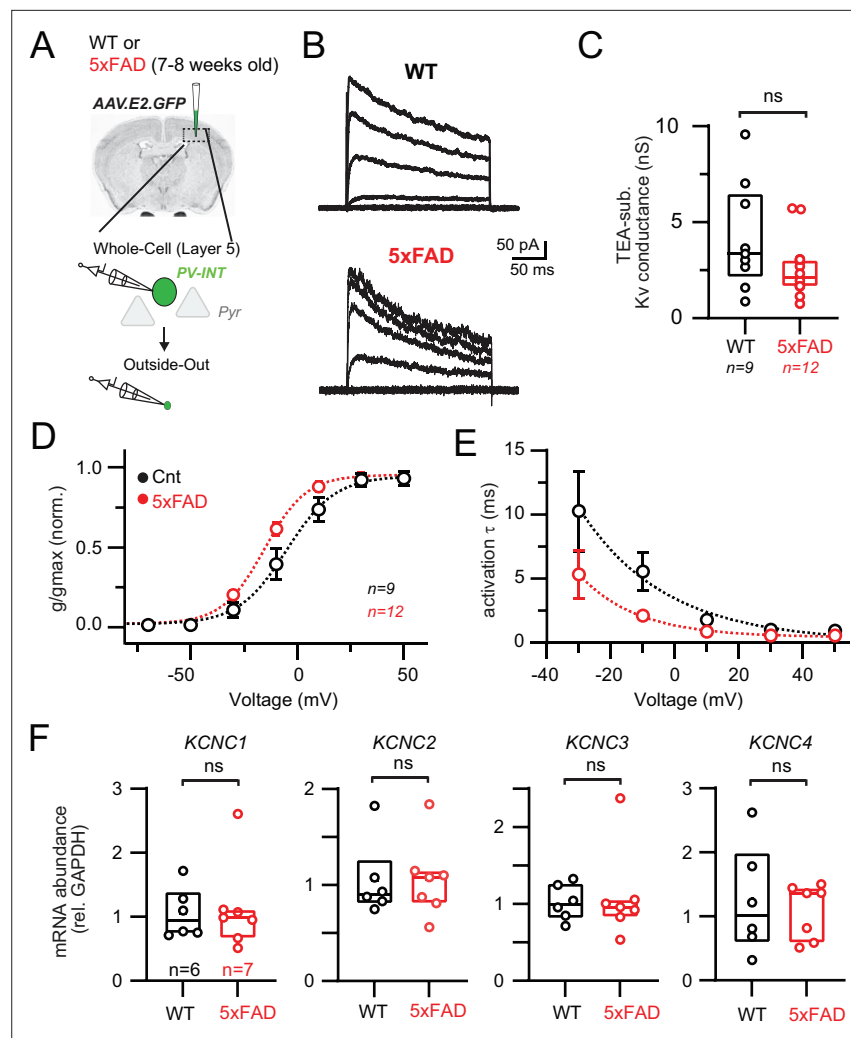 A
WT or
5xFAD (7-8 weeks old)
AAV.E2.GFP
Whole-Cell (Layer 5)
PV-INT
Pyr
Outside-Out
B
WT
5xFAD
50 pA
50 ms
C
ns
TEA-sub.
Kv conductance (nS)
10
5
0
WT
5xFAD
n=9
n=12
D
Cnt
5xFAD
g/gmax (norm.)
1.0
0.5
0.0
n=9
n=12
-50
0
50
Voltage (mV)
E
activation τ (ms)
15
10
5
0
-40
-20
0
20
40
Voltage (mV)
F
mRNA abundance
(rel. GAPDH)
KCNC1
ns
3
2
1
0
n=6
n=7
WT
5xFAD
KCNC2
ns
2
1
0
WT
5xFAD
KCNC3
ns
2
1
0
WT
5xFAD
KCNC4
ns
3
2
1
0
WT
5xFAD